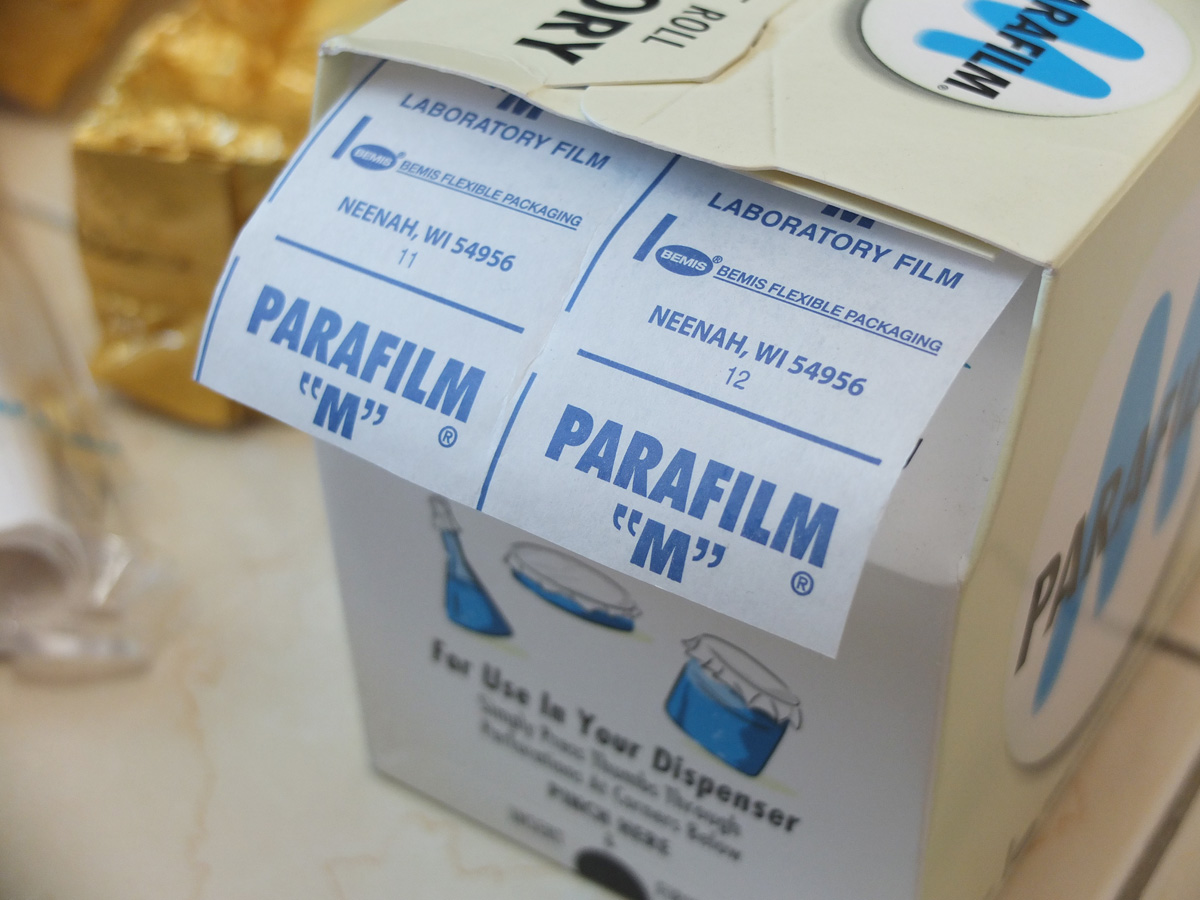 ORY
ROLL
PARAFILM
®
"M"
LABORATORY FILM
BEMIS® BEMIS FLEXIBLE PACKAGING
NEENAH, WI 54956
11
PARAFILM
“M”
®
"M"
LABORATORY FILM
BEMIS® BEMIS FLEXIBLE PACKAGING
NEENAH, WI 54956
12
PARAFILM
“M”
®
For Use In Your Dispenser
Simply Press Thumbs Through
Perforations At Corners Below
PINCH HERE
PARAFI